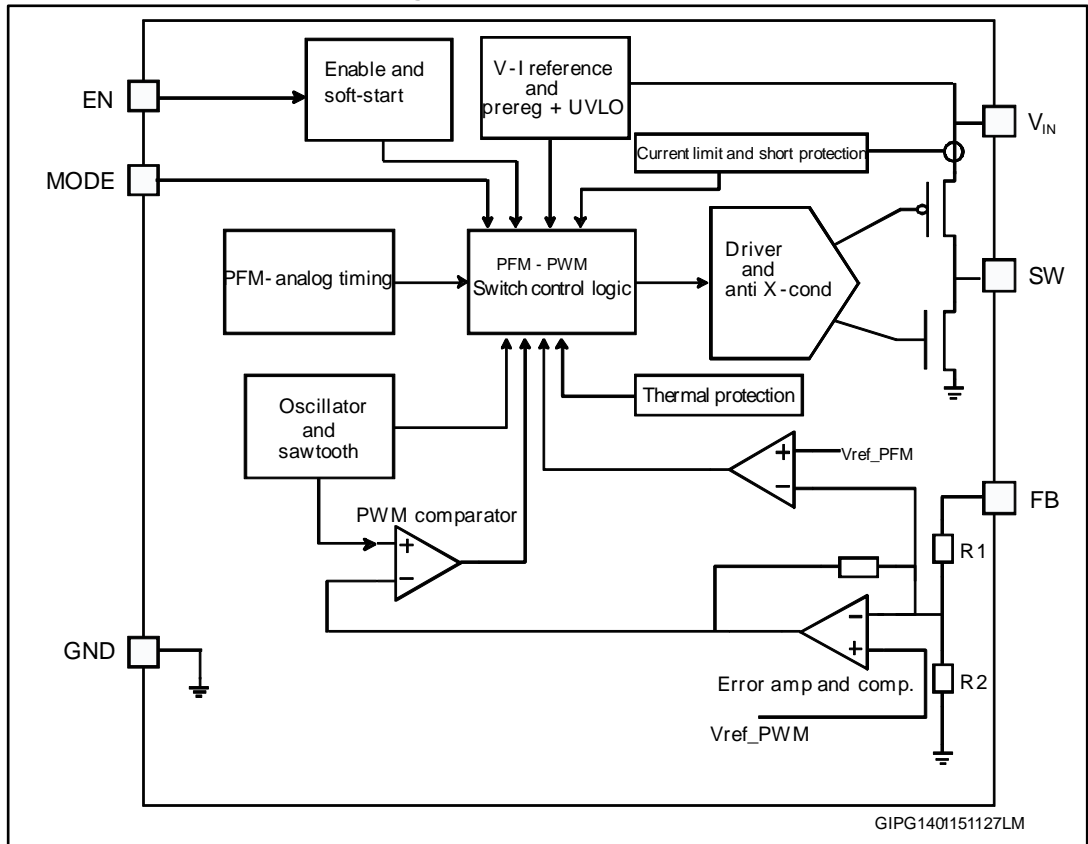 EN
MODE
GND
Enable and
soft-start
V-I reference
and
prereg + UVLO
Current limit and short protection
VIN
PFM-analog timing
PFM - PWM
Switch control logic
Driver
and
anti X-cond
SW
Oscillator
and
sawtooth
Thermal protection
+
−
Vref_PFM
FB
PWM comparator
+
−
R1
−
+
R2
Error amp and comp.
Vref_PWM
GIPG1401151127LM